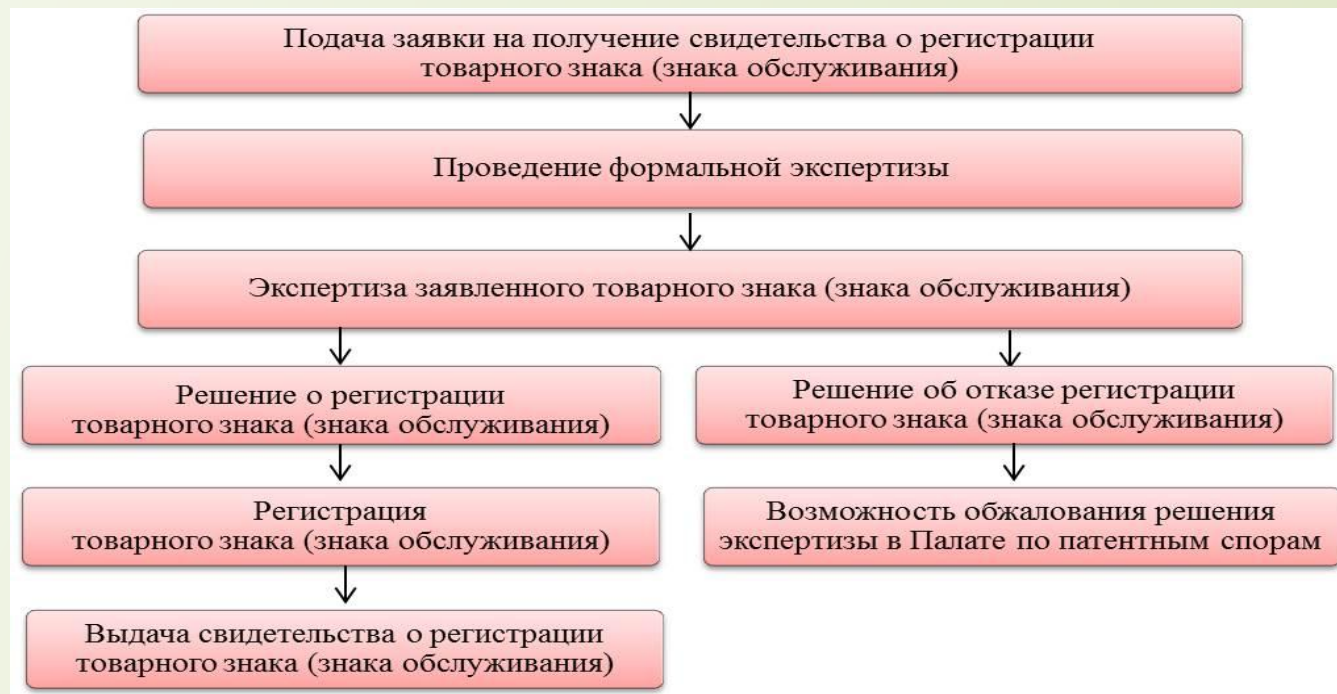 Подача заявки на получение свидетельства о регистрации
товарного знака (знака обслуживания)
Проведение формальной экспертизы
Экспертиза заявленного товарного знака (знака обслуживания)
Решение о регистрации
товарного знака (знака обслуживания)
Решение об отказе регистрации
товарного знака (знака обслуживания)
Регистрация
товарного знака (знака обслуживания)
Возможность обжалования решения
экспертизы в Палате по патентным спорам
Выдача свидетельства о регистрации
товарного знака (знака обслуживания)